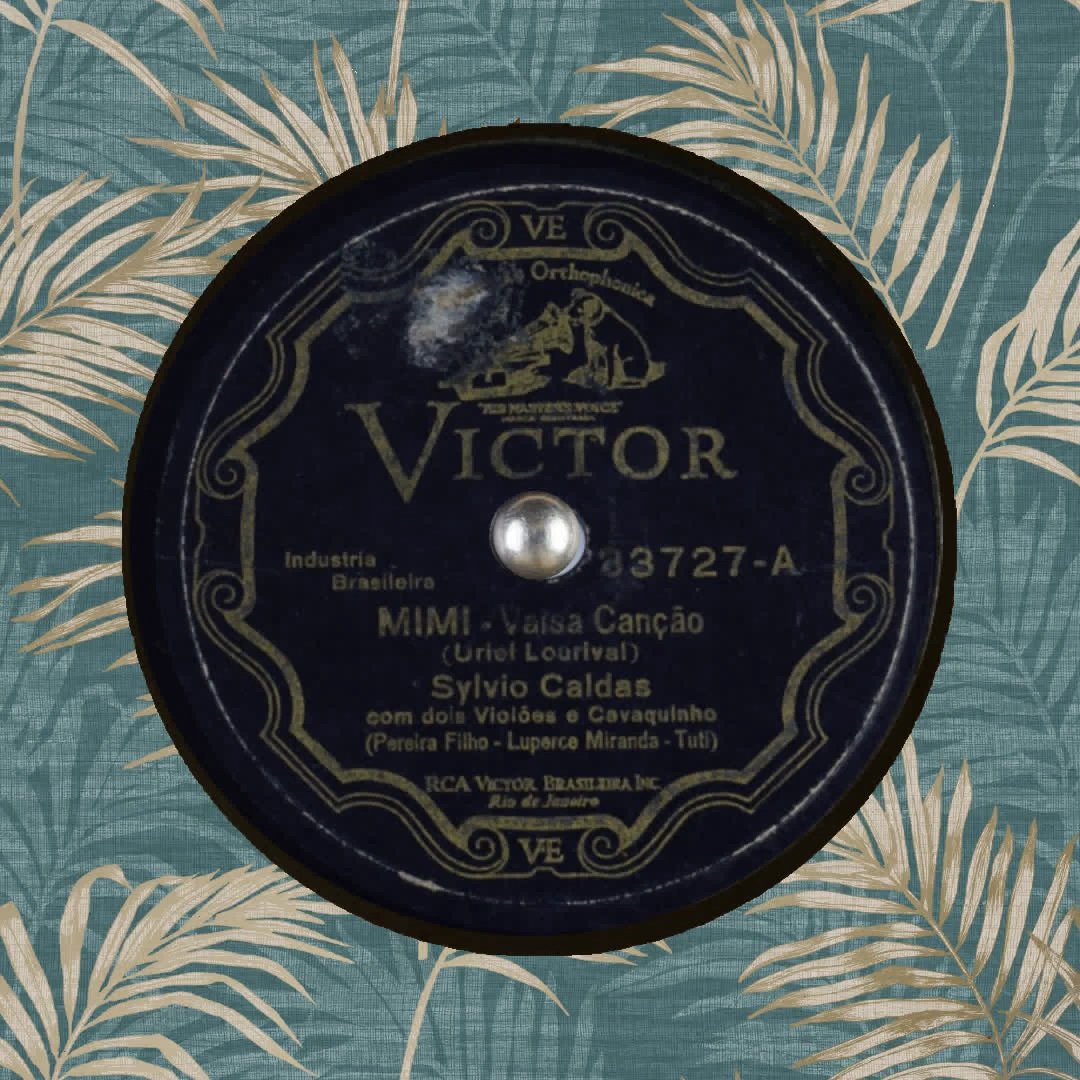 VE
Orthophonica
"HIS MASTER'S VOICE"
VICTOR
33727-A
Industria
Brasileira
MIMI - Valsa Canção
(Uriel Lourival)
Sylvio Caldas
com dois Violões e Cavaquinho
(Pereira Filho - Luperce Miranda - Tuti)
RCA VICTOR BRASILEIRA INC.
Rio de Janeiro
VE